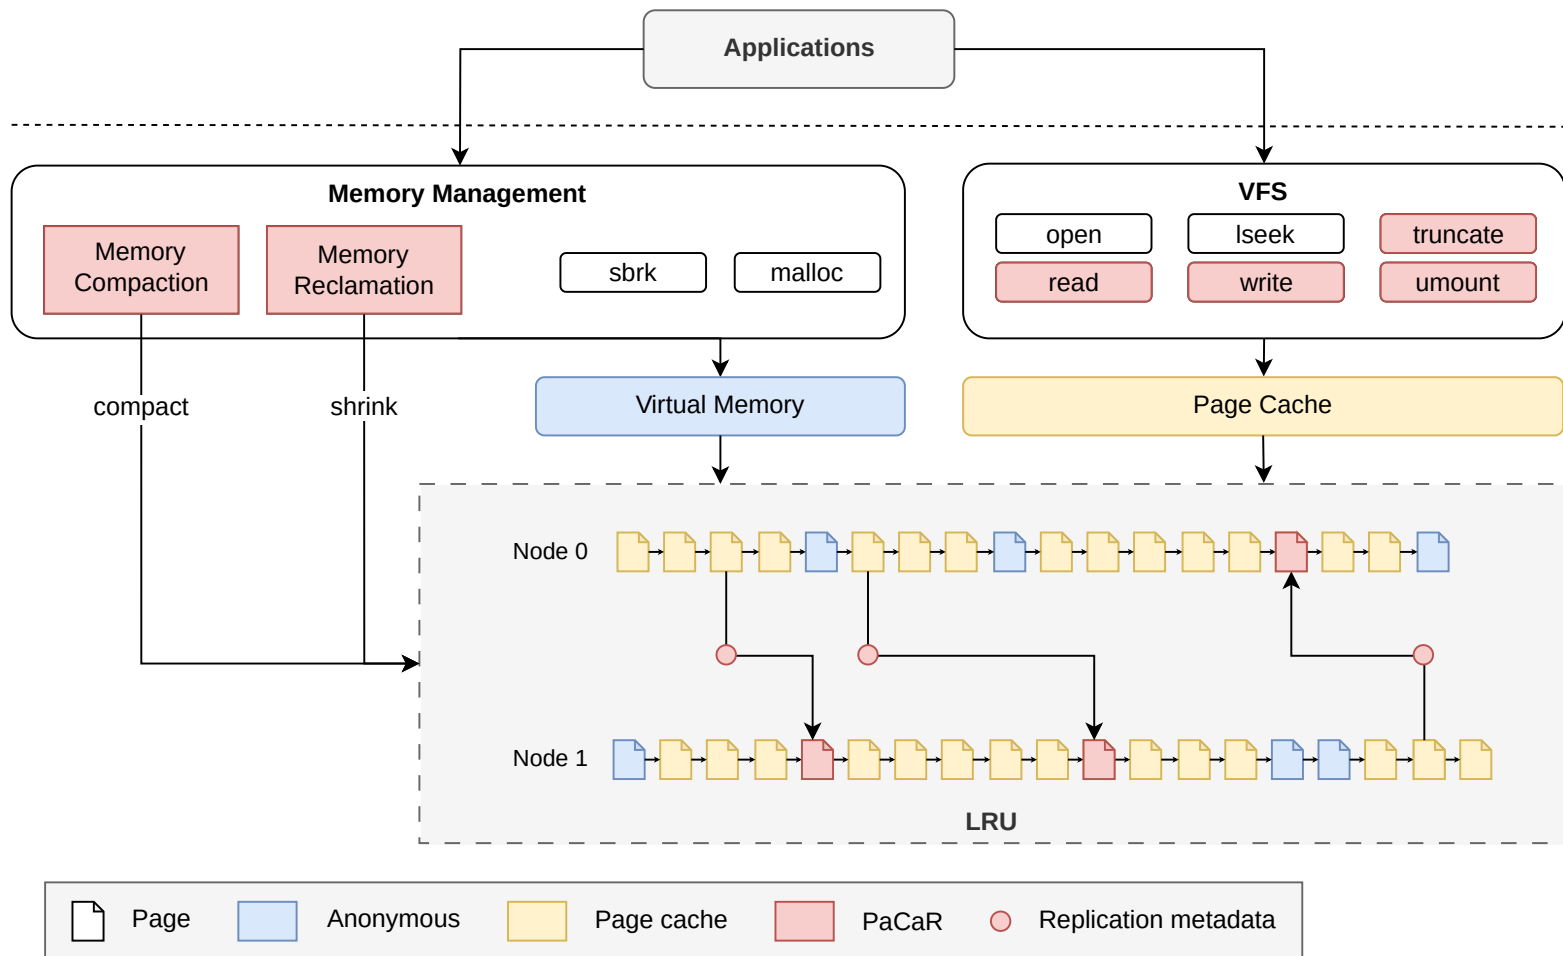 Applications
Memory Management
Memory
Compaction
Memory
Reclamation
sbrk
malloc
VFS
open
lseek
truncate
read
write
umount
compact
shrink
Virtual Memory
Page Cache
Node 0
Node 1
LRU
Page
Anonymous
Page cache
PaCaR
Replication metadata